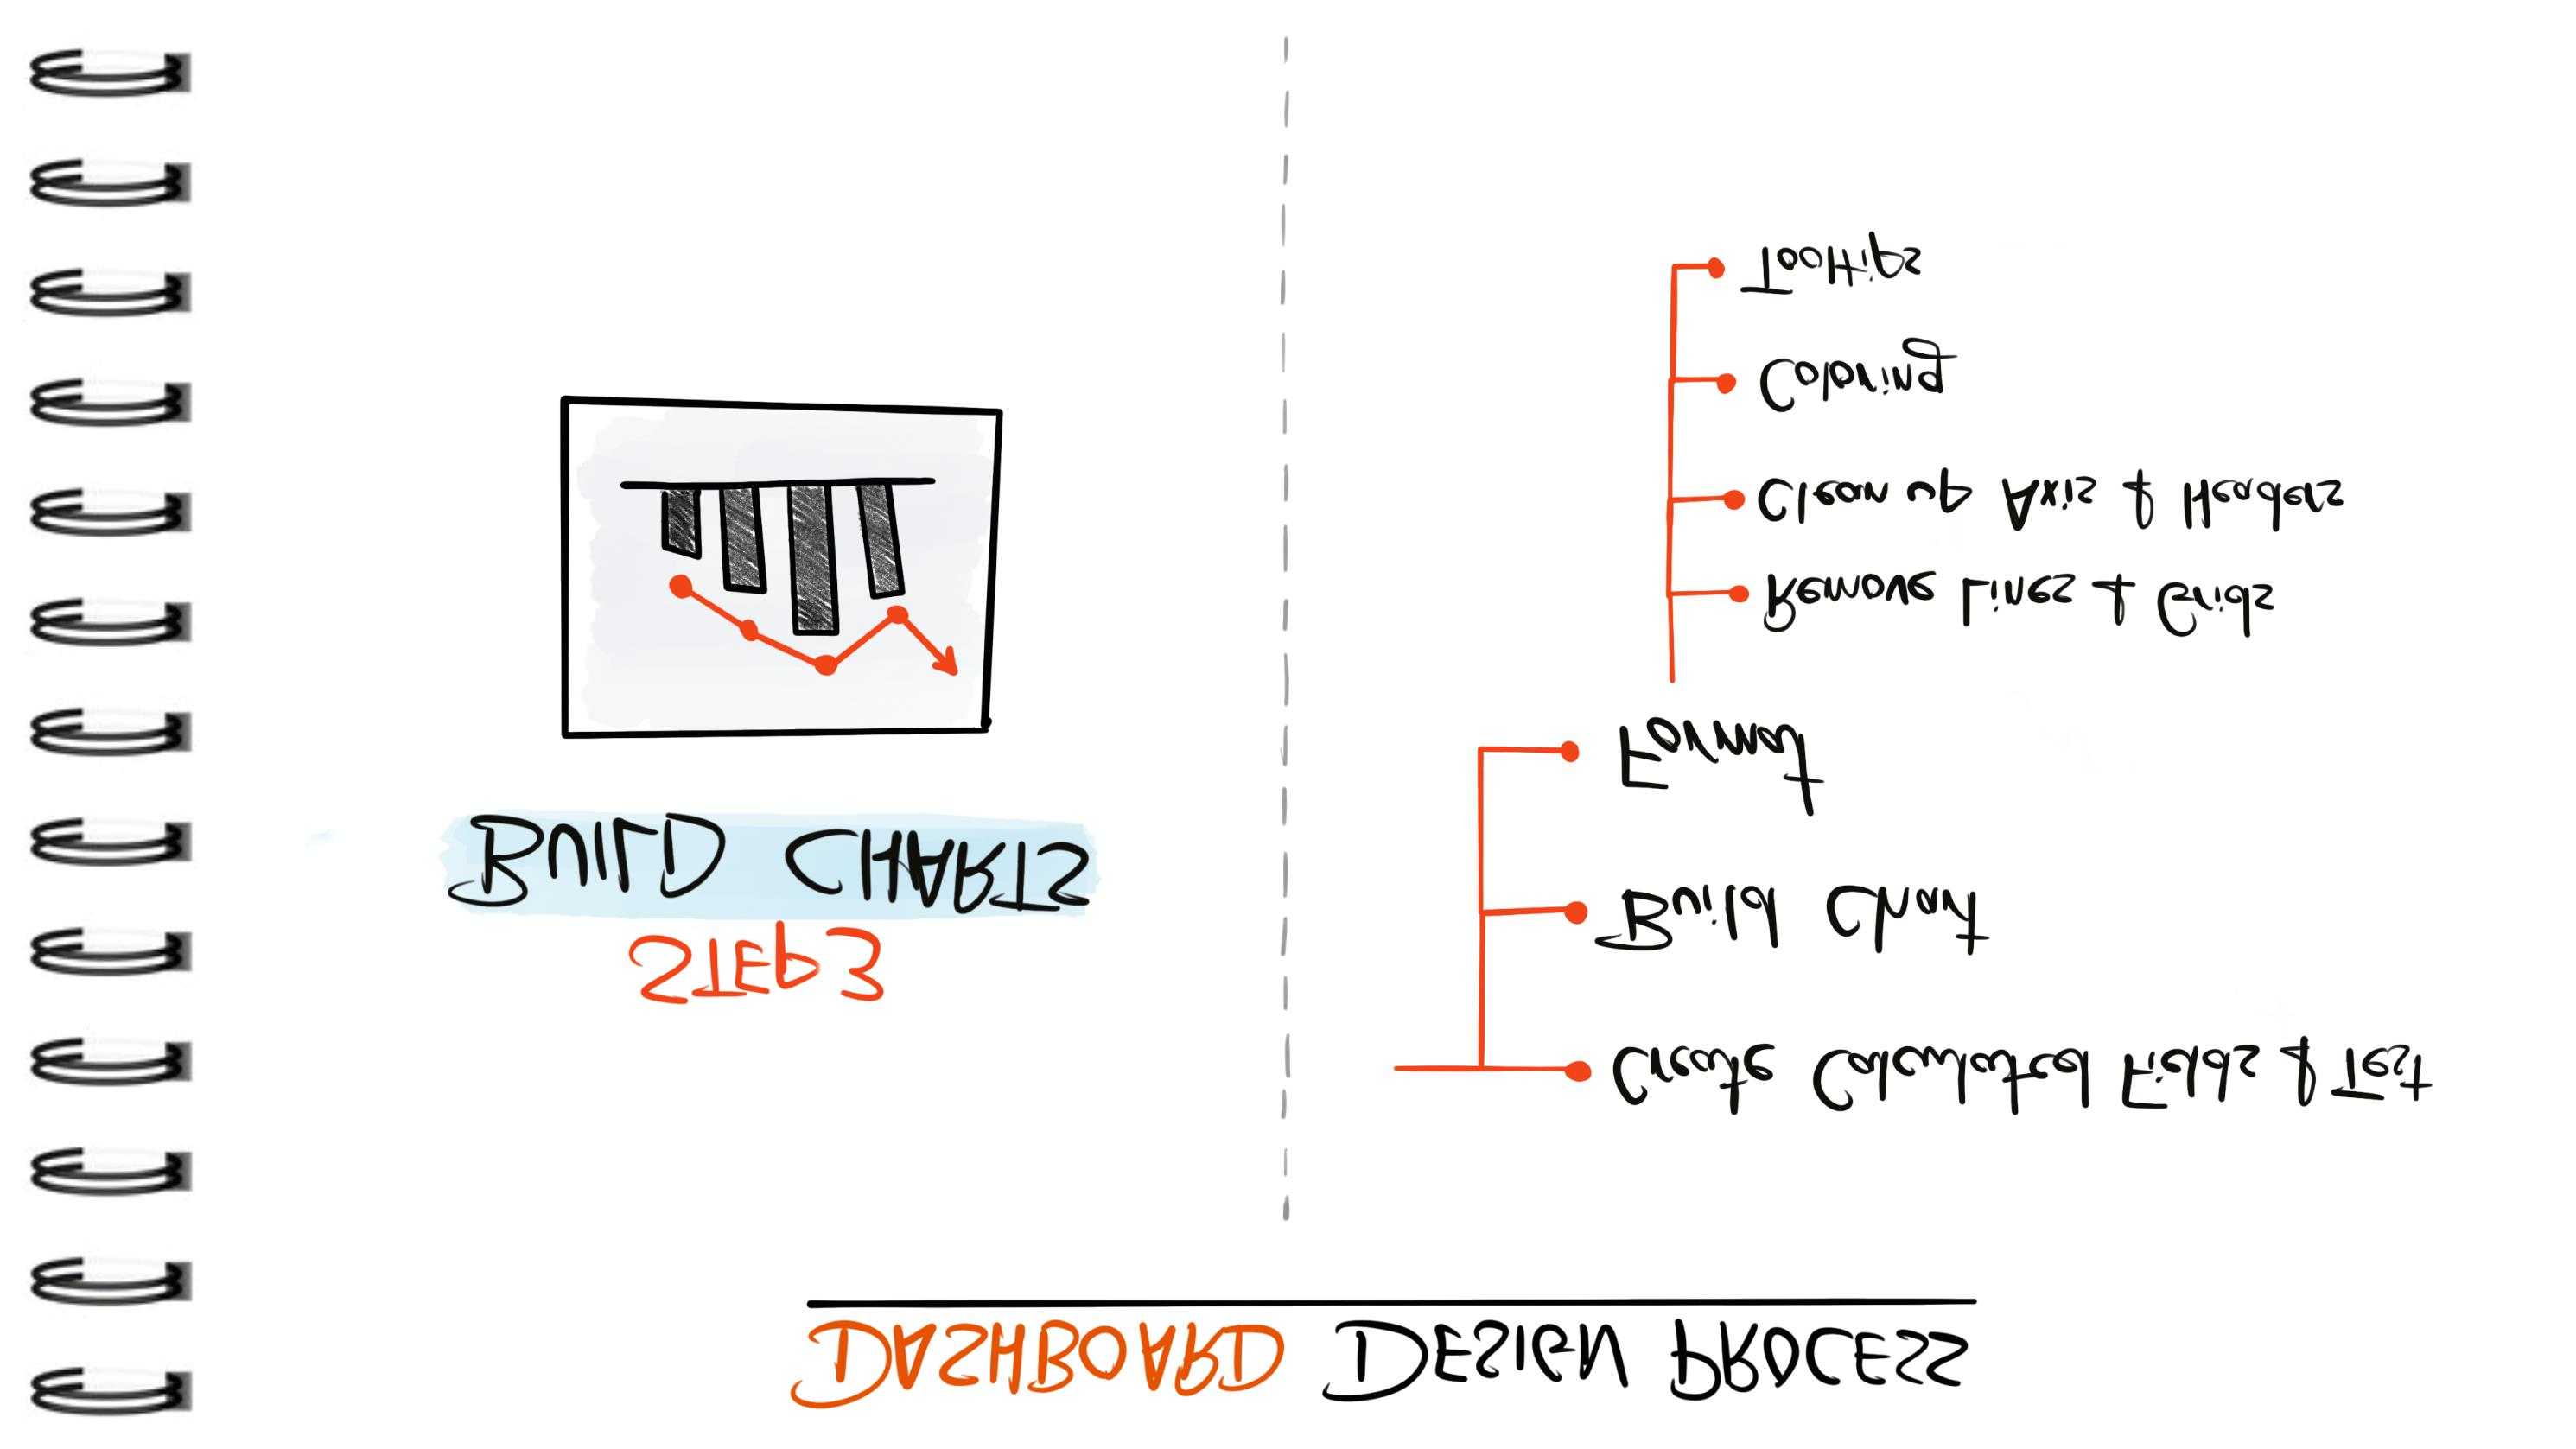 DASHBOARD DESIGN PROCESS
STEP 3
BUILD CHARTS
Create Calculated Fields & Test
Build Chart
Format
Remove Lines & Grids
Clean up Axis & Headers
Coloring
Tooltips